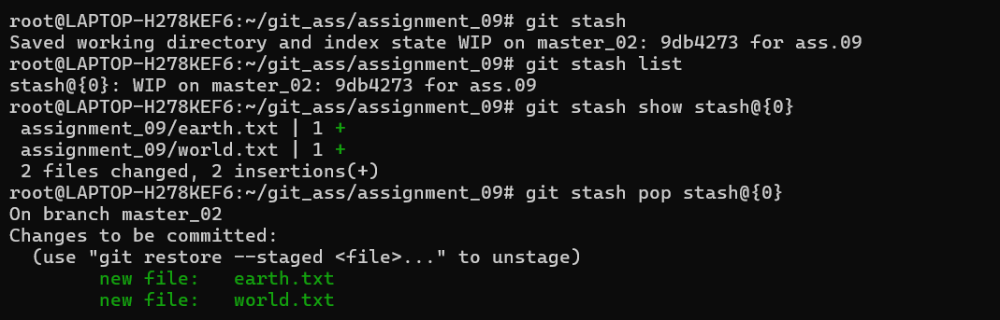 root@LAPTOP-H278KEF6:~/git_ass/assignment_09# git stash
Saved working directory and index state WIP on master_02: 9db4273 for ass.09
root@LAPTOP-H278KEF6:~/git_ass/assignment_09# git stash list
stash@{0}: WIP on master_02: 9db4273 for ass.09
root@LAPTOP-H278KEF6:~/git_ass/assignment_09# git stash show stash@{0}
 assignment_09/earth.txt | 1 +
 assignment_09/world.txt | 1 +
 2 files changed, 2 insertions(+)
root@LAPTOP-H278KEF6:~/git_ass/assignment_09# git stash pop stash@{0}
On branch master_02
Changes to be committed:
  (use "git restore --staged <file>..." to unstage)
        new file:   earth.txt
        new file:   world.txt